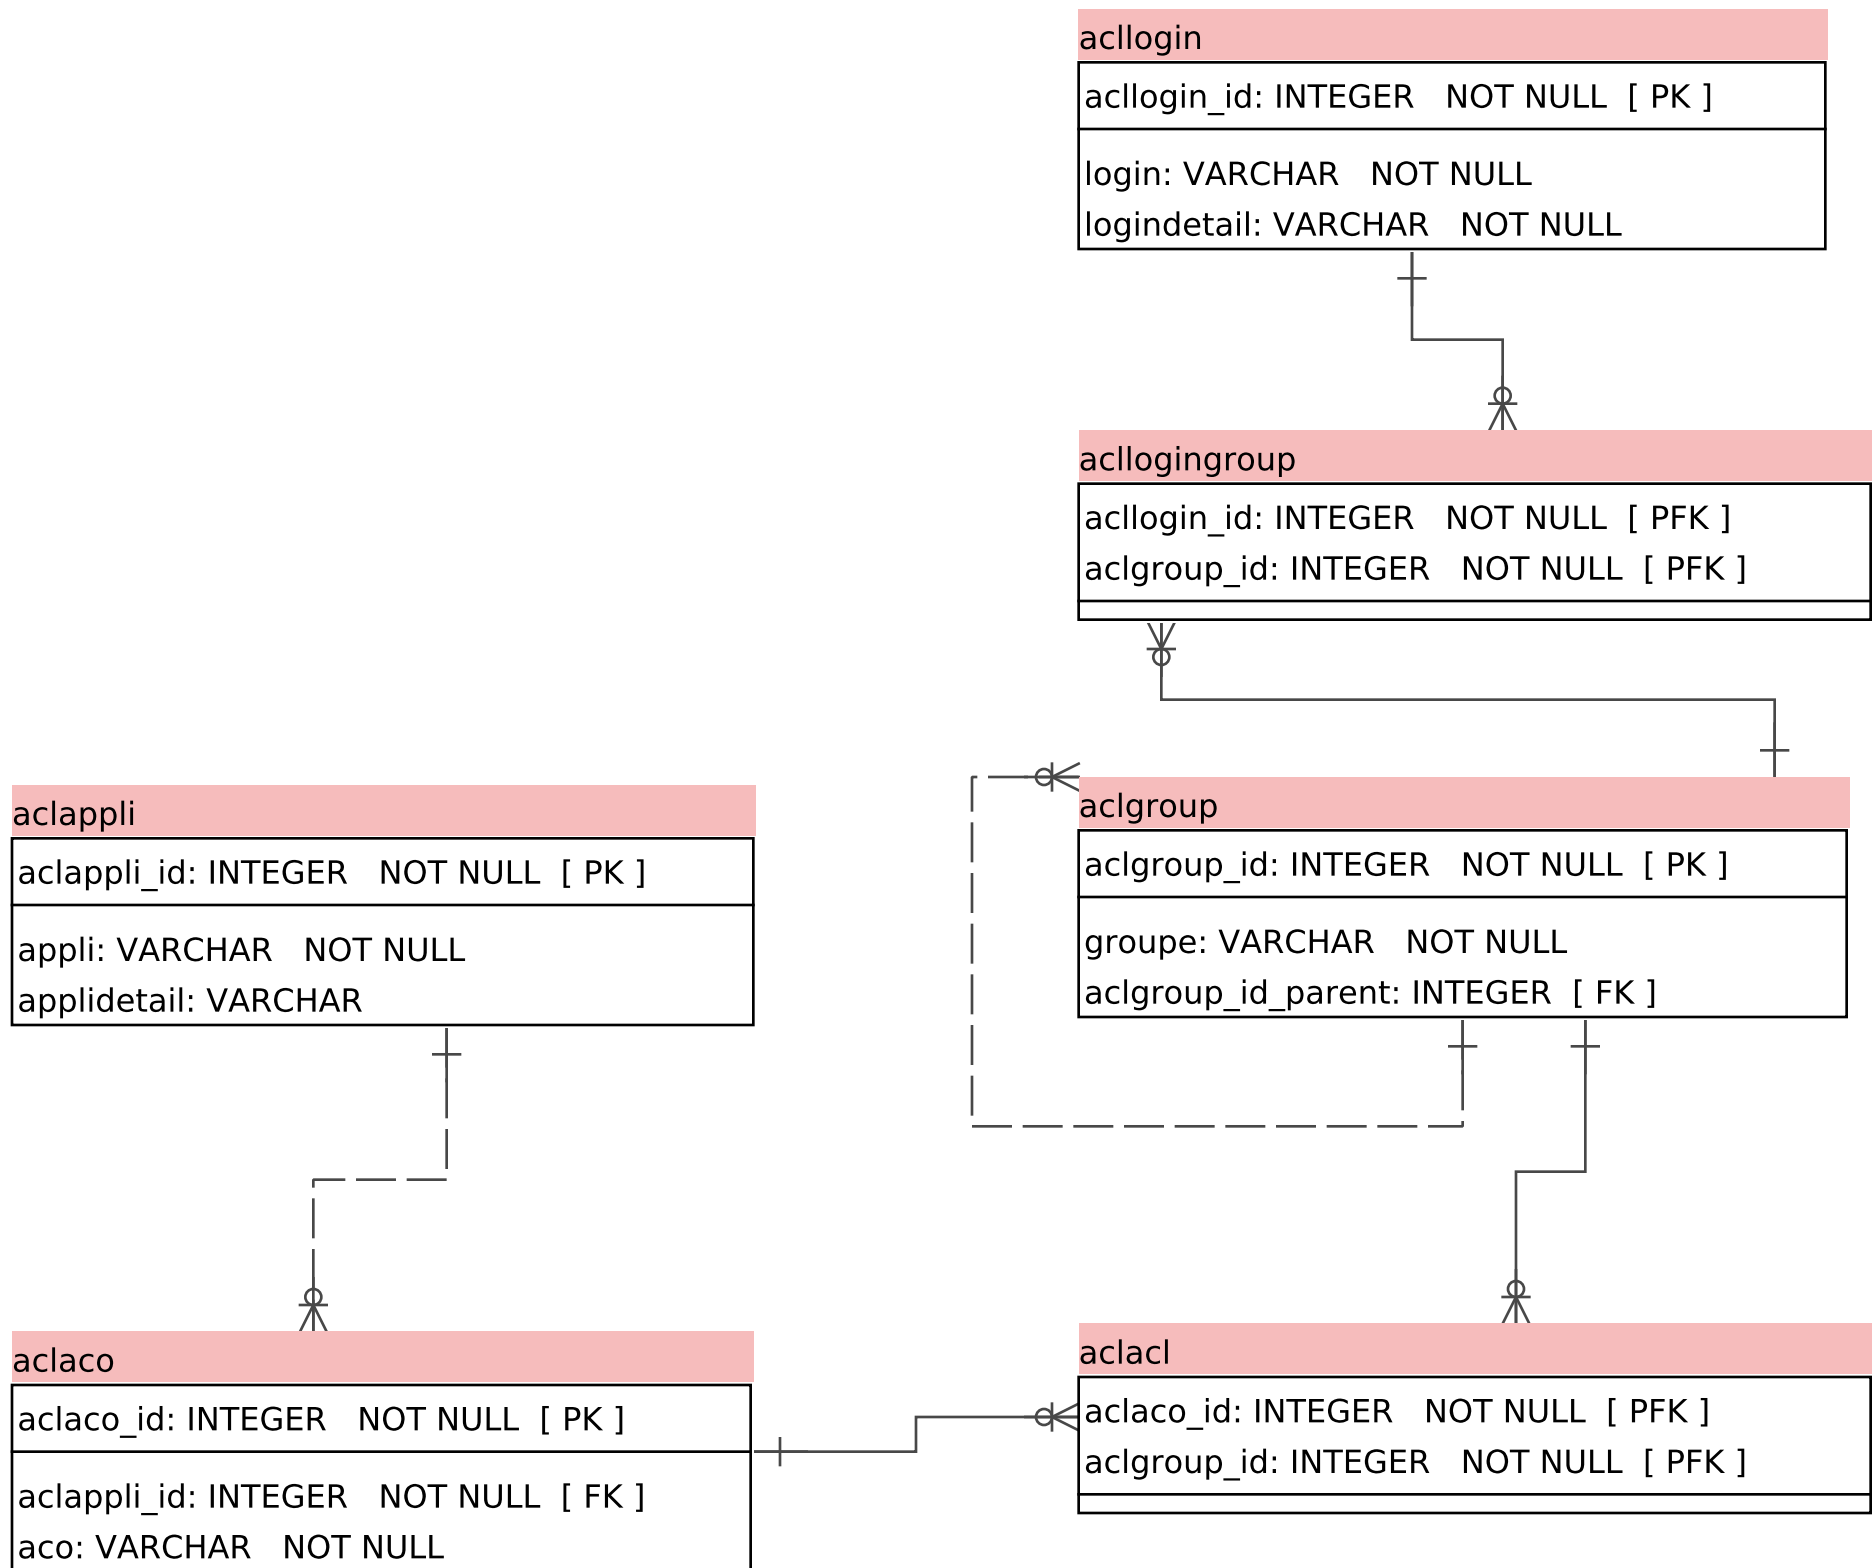 acllogin
acllogin_id: INTEGER NOT NULL [ PK ]
login: VARCHAR NOT NULL
logindetail: VARCHAR NOT NULL
acllogingroup
acllogin_id: INTEGER NOT NULL [ PFK ]
aclgroup_id: INTEGER NOT NULL [ PFK ]
aclappli
aclappli_id: INTEGER NOT NULL [ PK ]
appli: VARCHAR NOT NULL
applidetail: VARCHAR
aclgroup
aclgroup_id: INTEGER NOT NULL [ PK ]
groupe: VARCHAR NOT NULL
aclgroup_id_parent: INTEGER [ FK ]
aclaco
aclaco_id: INTEGER NOT NULL [ PK ]
aclappli_id: INTEGER NOT NULL [ FK ]
aco: VARCHAR NOT NULL
aclacl
aclaco_id: INTEGER NOT NULL [ PFK ]
aclgroup_id: INTEGER NOT NULL [ PFK ]